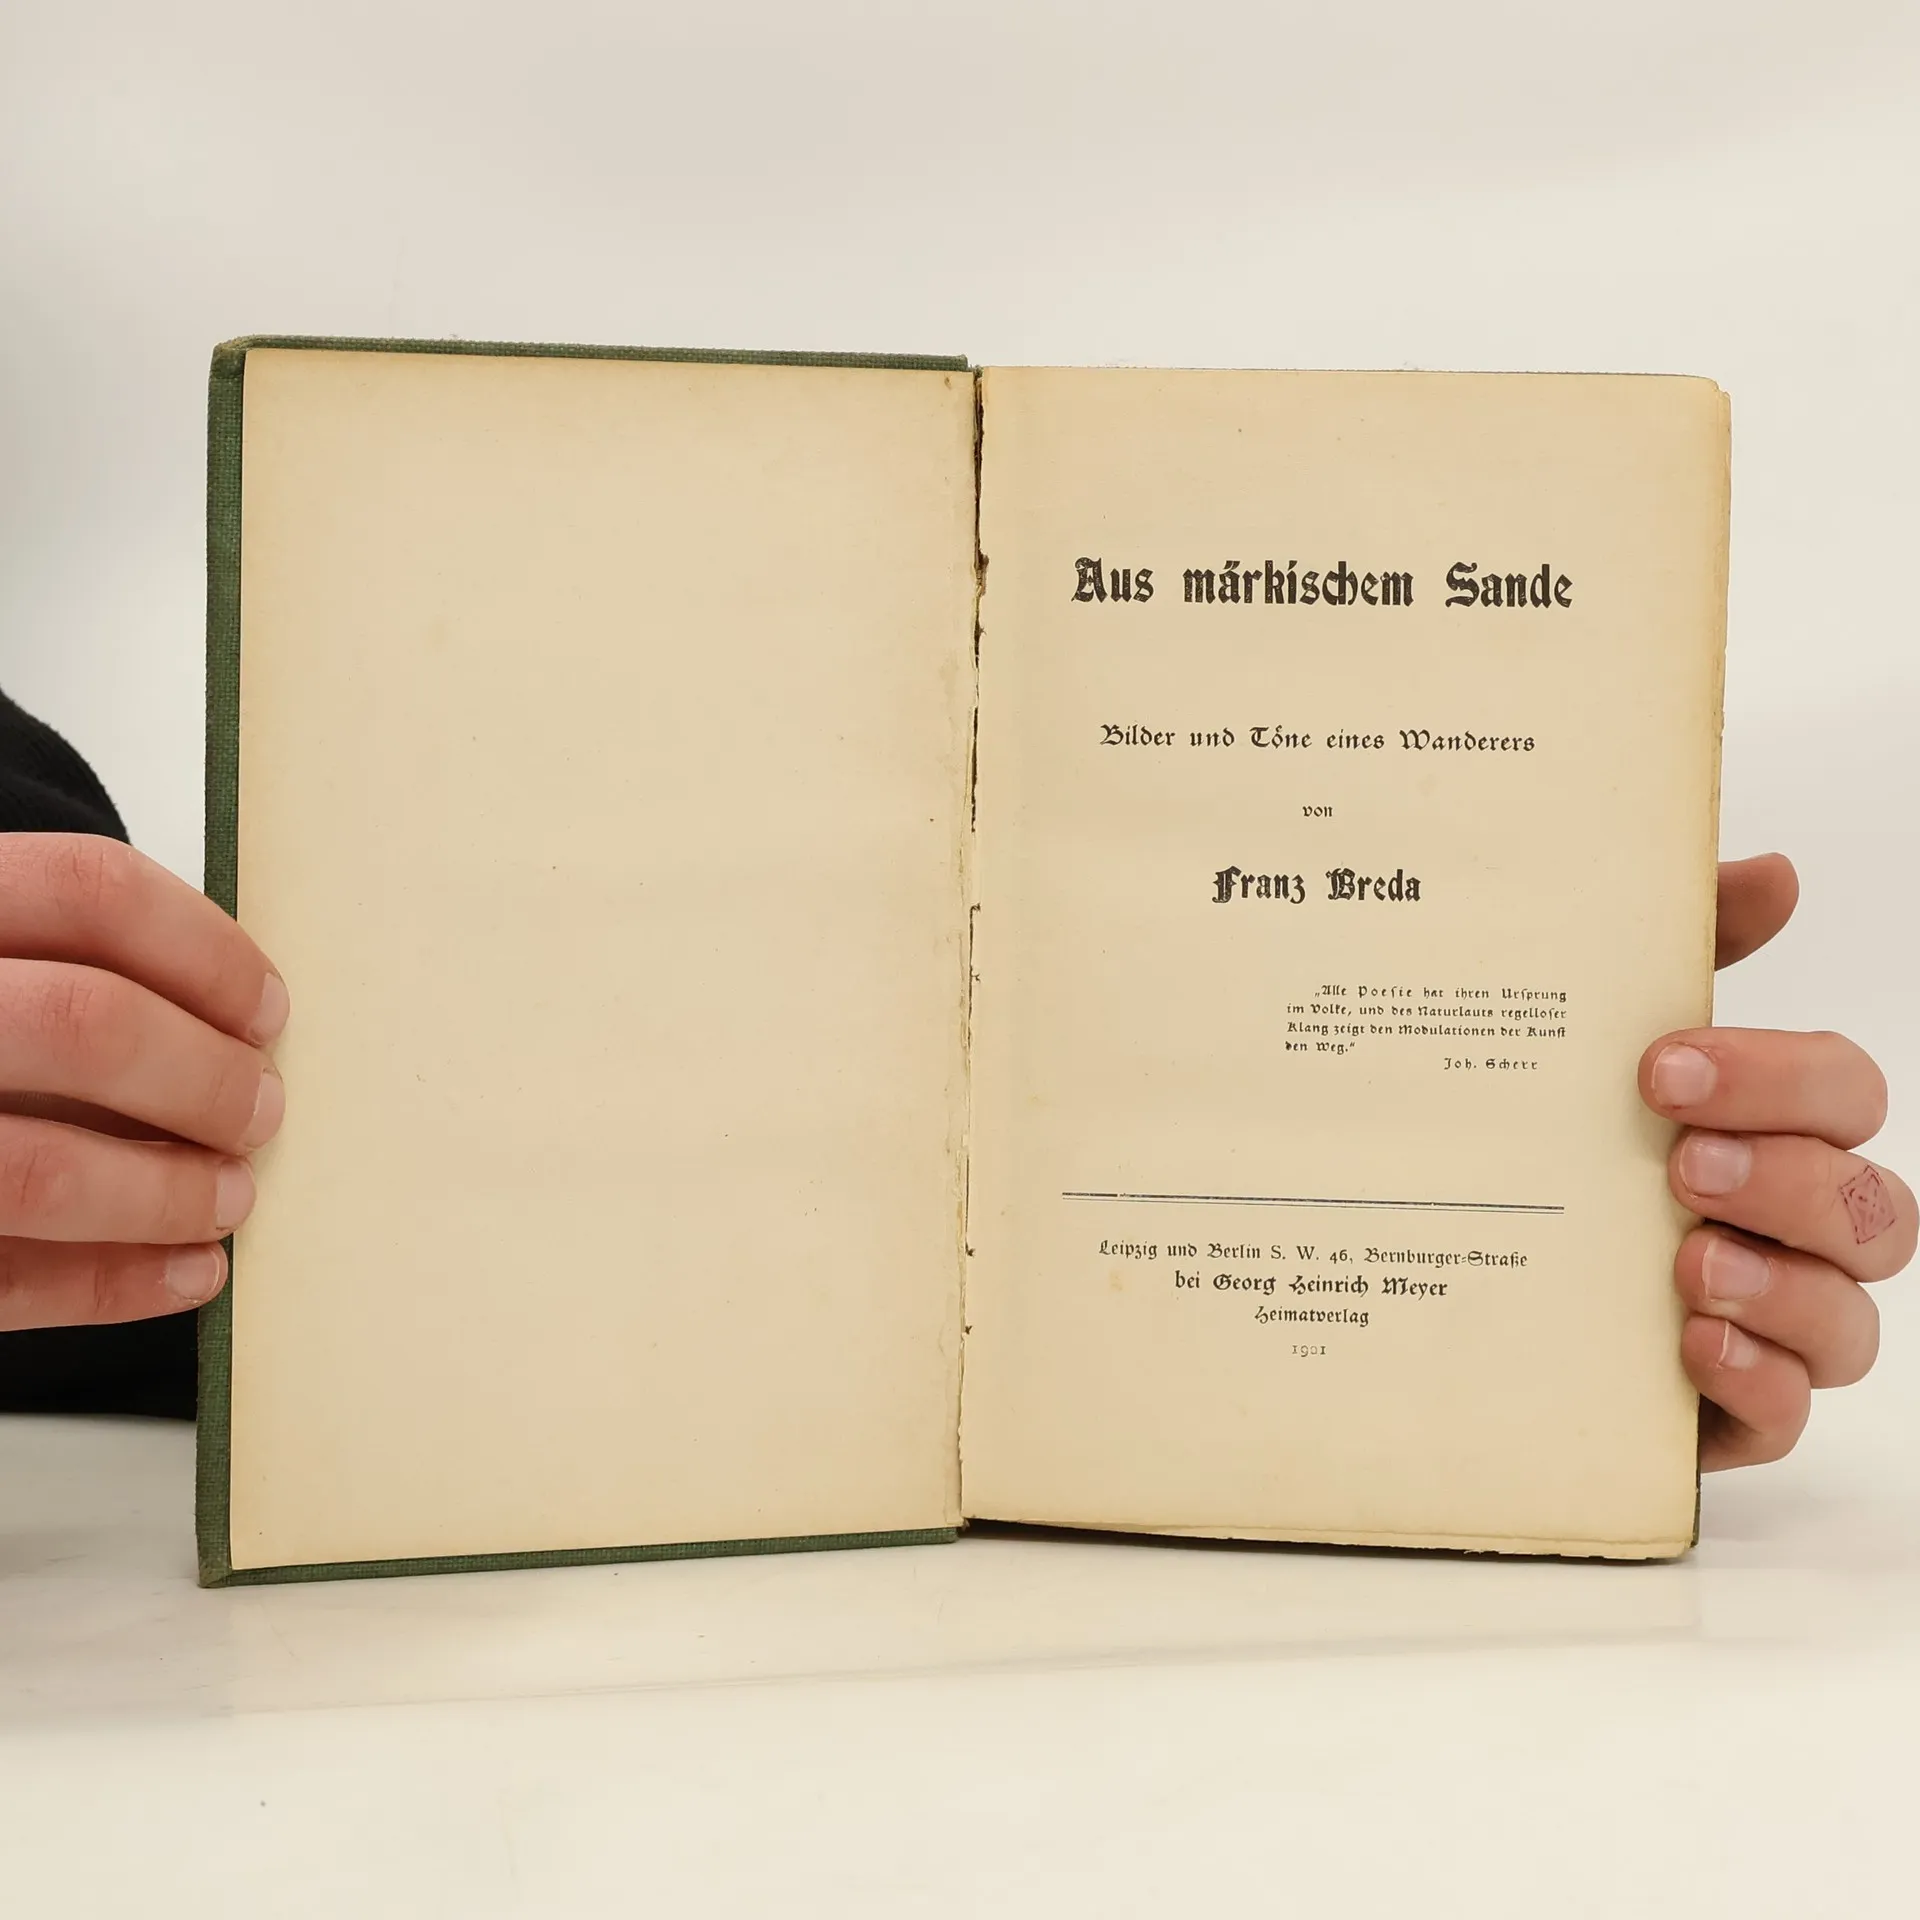 Aus märkischem Sande
Bilder und Töne eines Wanderers
von
Franz Breda
„Alle Poesie hat ihren Ursprung
im Volke, und des Naturlauts regelloser
Klang zeigt den Modulationen der Kunst
den Weg.“
Joh. Scherr
Leipzig und Berlin S. W. 46, Bernburger-Straße
bei Georg Heinrich Meyer
Heimatverlag
1901